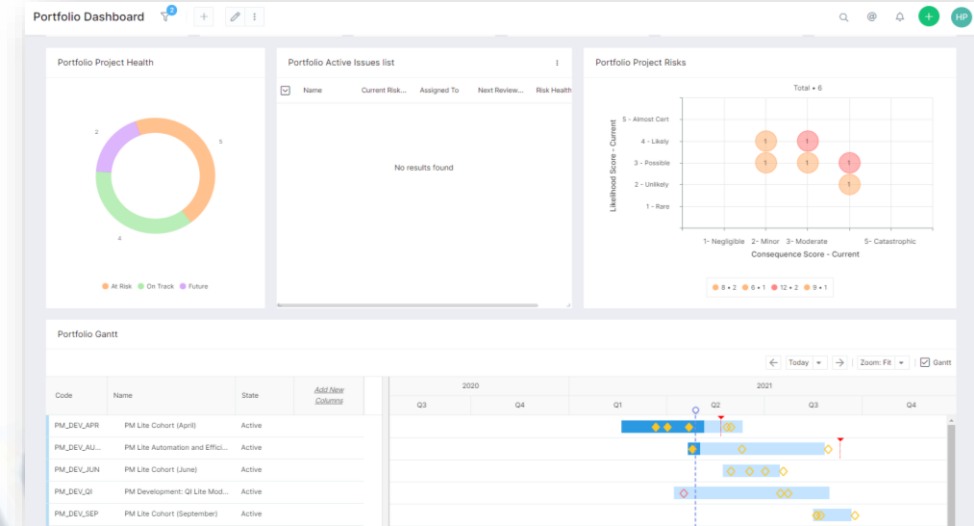 Portfolio Dashboard 2 HP
Portfolio Project Health
2
5
4
At Risk On Track Future
Portfolio Active Issues list
Name Current Risk... Assigned To Next Review... Risk Health
No results found
Portfolio Project Risks
Total • 6
Likelihood Score - Current
5 - Almost Cert
4 - Likely 1 1
3 - Possible 1 1 1
2 - Unlikely 1
1 - Rare
1- Negligible 2- Minor 3- Moderate 5- Catastrophic
Consequence Score - Current
8 • 2 6 • 1 12 • 2 9 • 1
Portfolio Gantt
Today Zoom: Fit Gantt
Code Name State Add New Columns
2020 2021
Q3 Q4 Q1 Q2 Q3 Q4
PM_DEV_APR PM Lite Cohort (April) Active
PM_DEV_AU... PM Lite Automation and Effici... Active
PM_DEV_JUN PM Lite Cohort (June) Active
PM_DEV_QI PM Development: QI Lite Mod... Active
PM_DEV_SEP PM Lite Cohort (September) Active